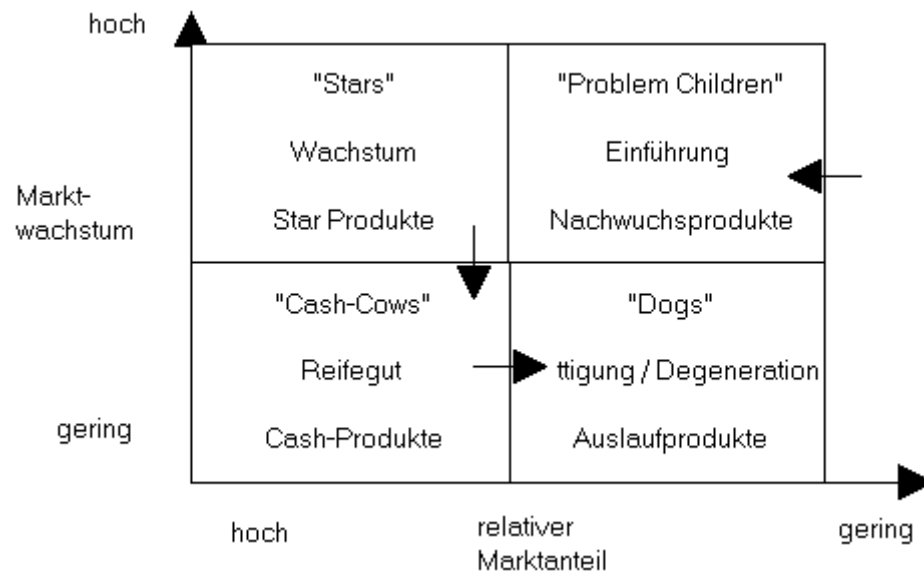 hoch
"Stars"
Wachstum
Star Produkte
"Problem Children"
Einführung
Nachwuchsprodukte
Markt-
wachstum
"Cash-Cows"
Reifegut
Cash-Produkte
"Dogs"
ttigung / Degeneration
Auslaufprodukte
gering
hoch
relativer
Marktanteil
gering